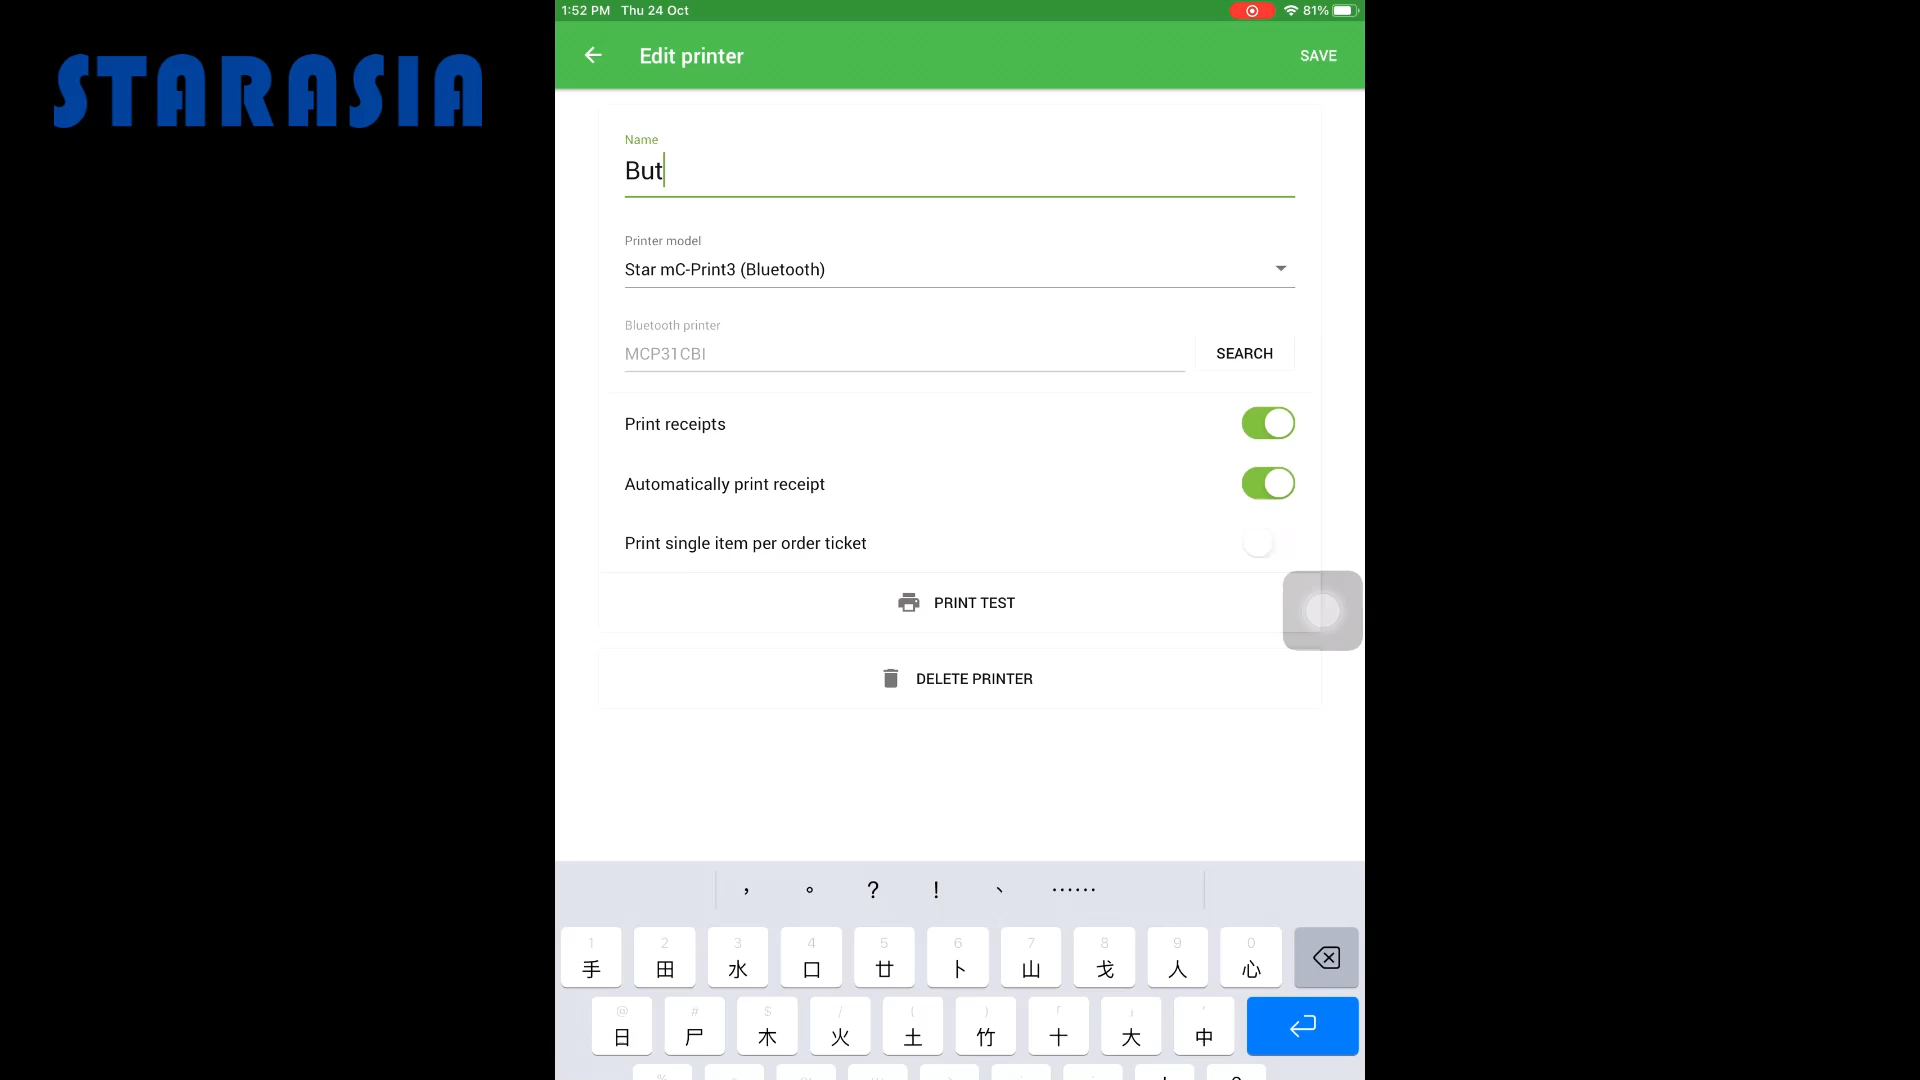 STARASIA
1:52 PM Thu 24 Oct
81%
Edit printer
SAVE
Name
But
Printer model
Star mC-Print3 (Bluetooth)
Bluetooth printer
MCP31CBI
SEARCH
Print receipts
Automatically print receipt
Print single item per order ticket
PRINT TEST
DELETE PRINTER
， 。 ? ! 、 ……
1 2 3 4 5 6 7 8 9 0
手 田 水 口 廿 卜 山 戈 人 心
@ # $ / ( ) 「 」 '
日 尸 木 火 土 竹 十 大 中